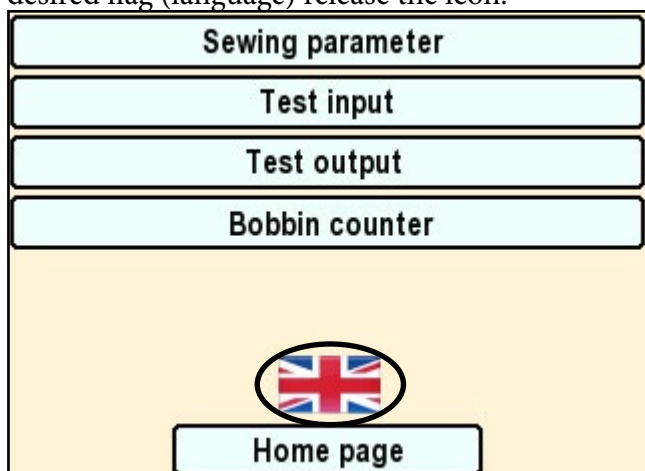 desired flag (language) release the icon.
Sewing parameter
Test input
Test output
Bobbin counter
Home page